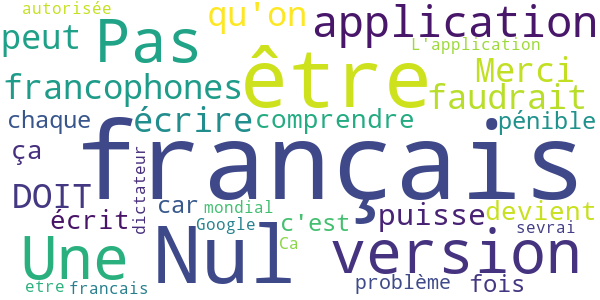 autorisée
qu'on
application
peut
Pas
être
L'application
Merci
francophones
faudrait
chaque
écrire
comprendre
pénible
français
ça
dictateur
DOIT
car
mondial
puisse
devient
écrit
Google
c'est
sevrai
Une
Nul
Ca
version
etre
francais
problème
fois